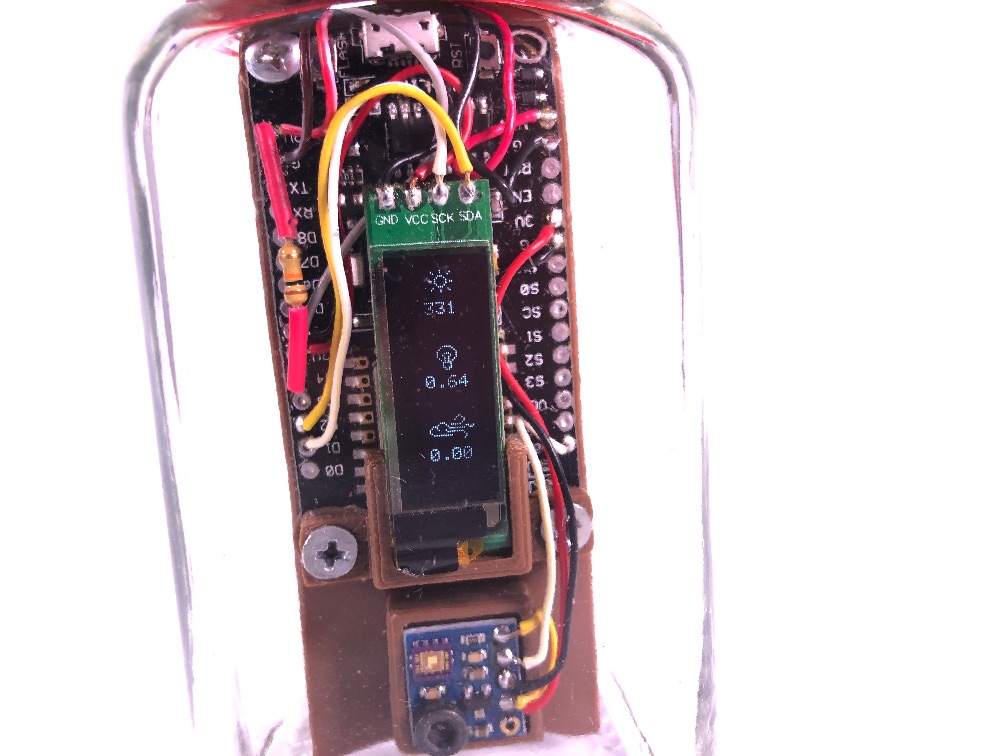 FLASH
RST
G
TX
RX
D8
D7
GND VCC SCK SDA
EN
3V
G
S0
SC
S1
S2
S3
331
0.64
0.00
D1
D0